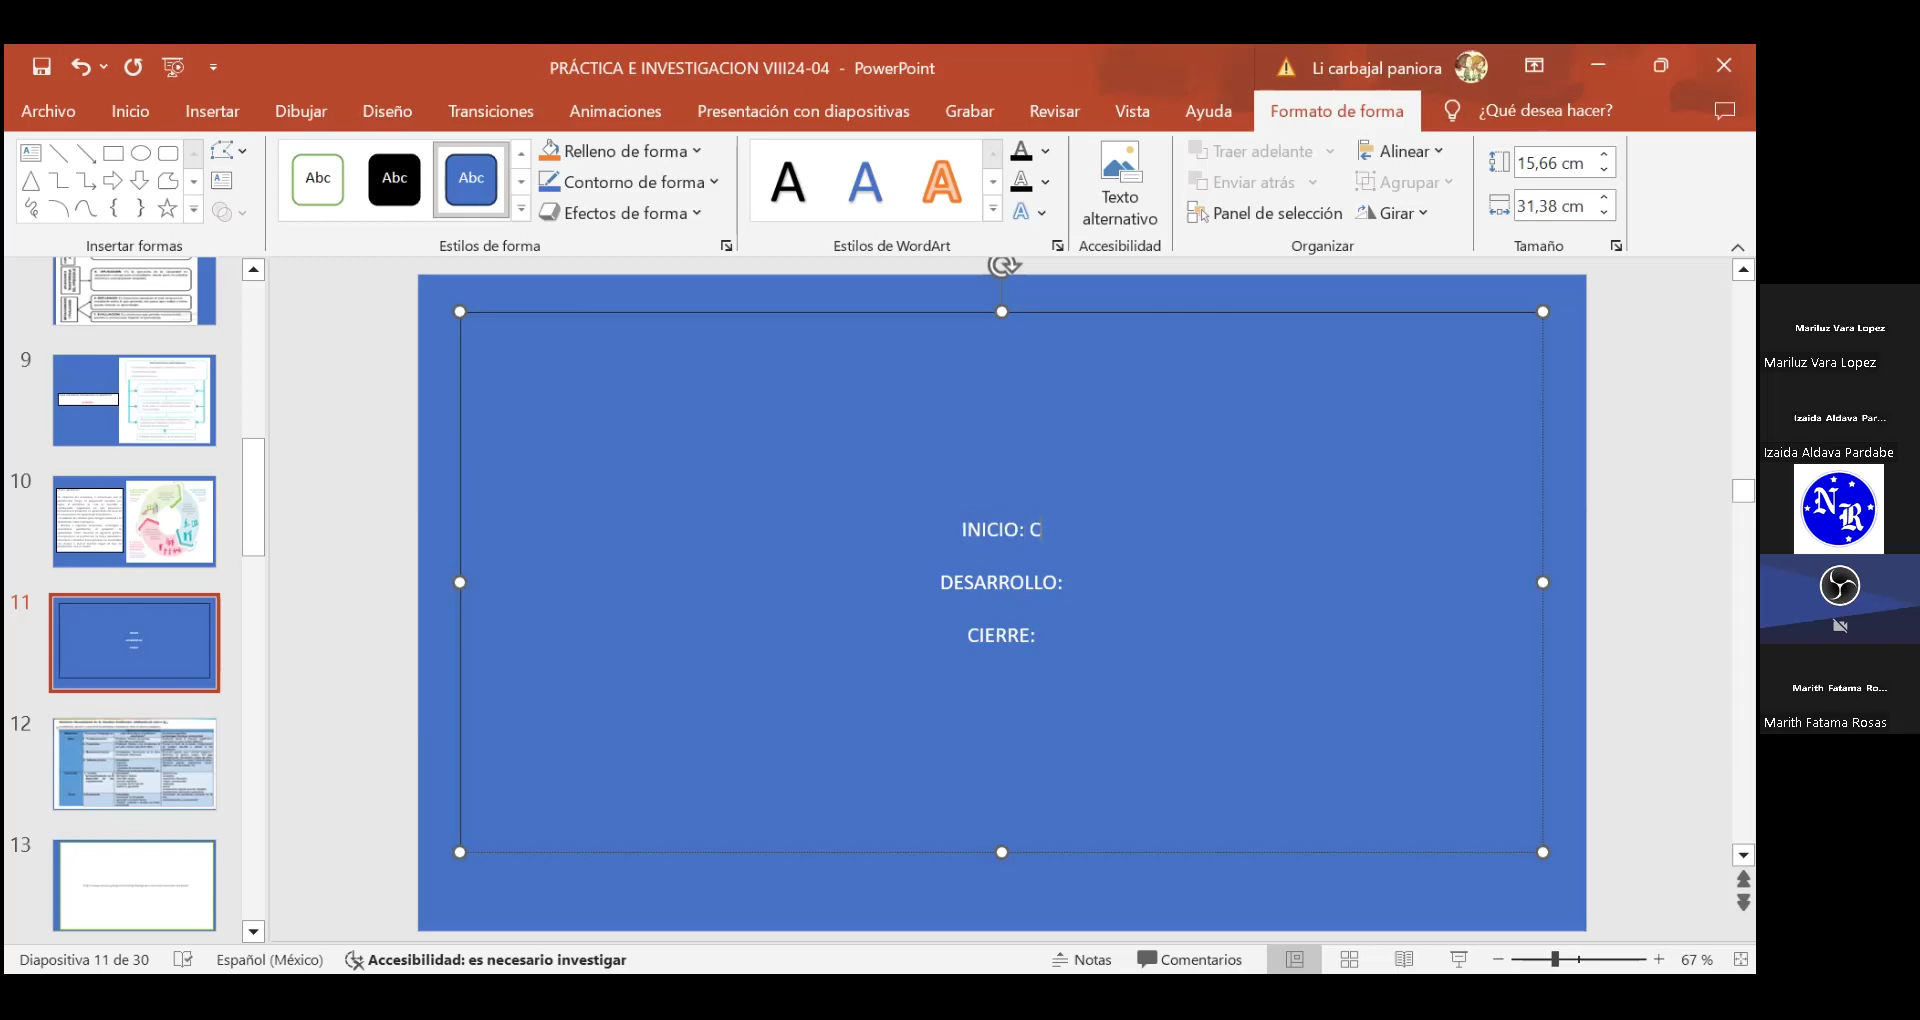 PRÁCTICA E INVESTIGACION VIII24-04 - PowerPoint
Li carbajal paniora
Archivo Inicio Insertar Dibujar Diseño Transiciones Animaciones Presentación con diapositivas Grabar Revisar Vista Ayuda Formato de forma ¿Qué desea hacer?
Abc Abc Abc
Relleno de forma
Contorno de forma
Efectos de forma
A A A
Texto alternativo
Traer adelante
Enviar atrás
Panel de selección
Alinear
Agrupar
Girar
15,66 cm
31,38 cm
Insertar formas
Estilos de forma
Estilos de WordArt
Accesibilidad
Organizar
Tamaño
9
10
11
12
13
INICIO: C
DESARROLLO:
CIERRE:
Mariluz Vara Lopez
Mariluz Vara Lopez
Izaida Aldava Par...
Izaida Aldava Pardabe
NR
Marith Fatama Ro...
Marith Fatama Rosas
Diapositiva 11 de 30
Español (México)
Accesibilidad: es necesario investigar
Notas
Comentarios
67 %